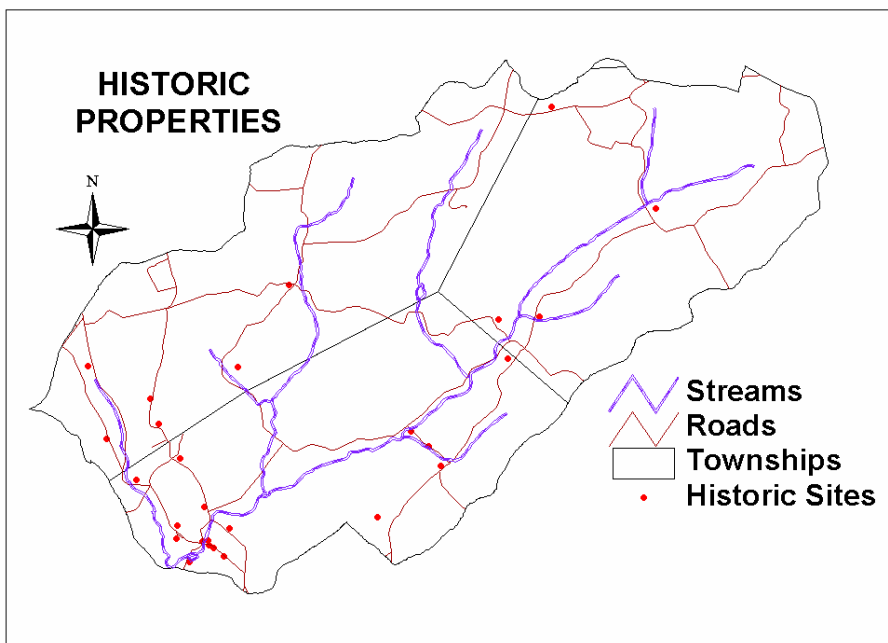 HISTORIC
PROPERTIES
N
Streams
Roads
Townships
Historic Sites